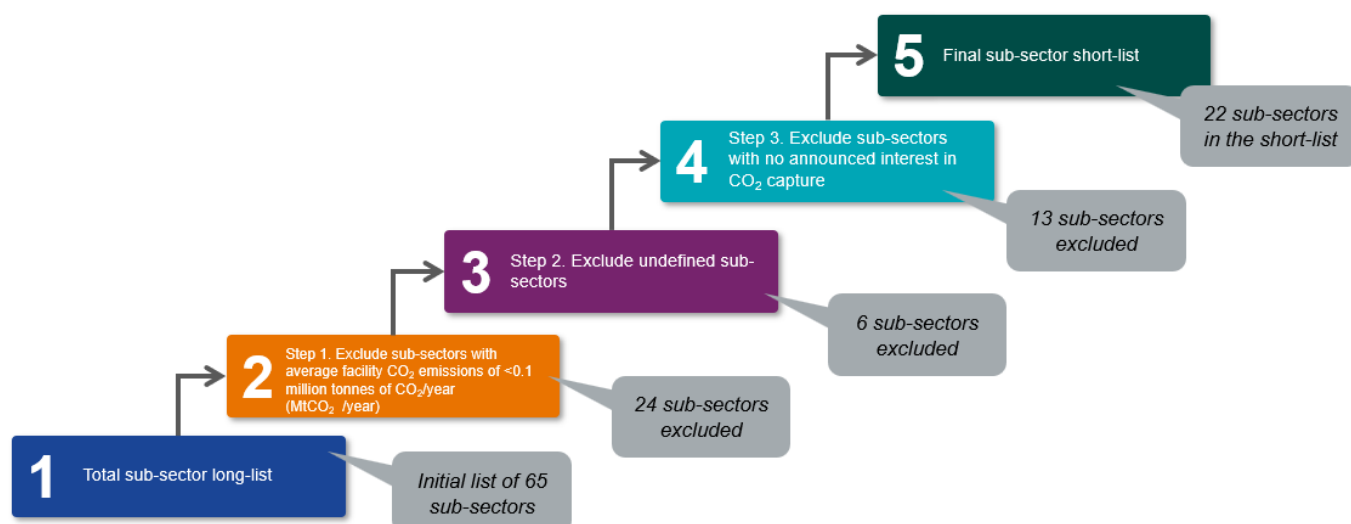 5
Final sub-sector short-list
22 sub-sectors
in the short-list
4
Step 3. Exclude sub-sectors
with no announced interest in
CO₂ capture
13 sub-sectors
excluded
3
Step 2. Exclude undefined sub-
sectors
6 sub-sectors
excluded
2
Step 1. Exclude sub-sectors with
average facility CO₂ emissions of <0.1
million tonnes of CO₂/year
(MtCO₂ /year)
24 sub-sectors
excluded
1
Total sub-sector long-list
Initial list of 65
sub-sectors